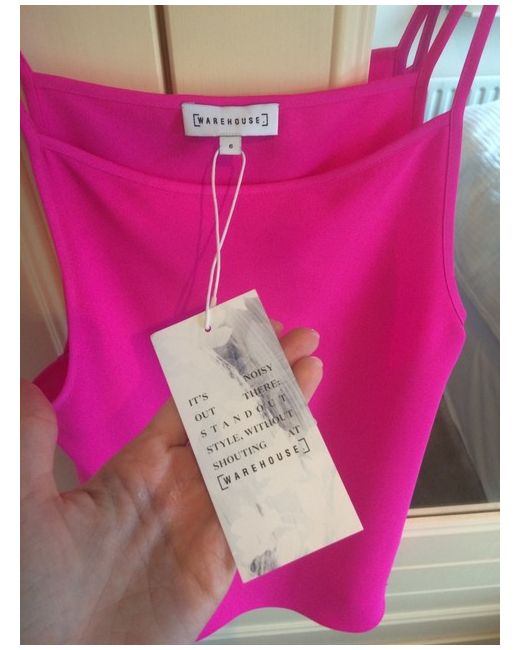 [WAREHOUSE]
6
IT'S NOISY
OUT THERE:
STANDOUT
STYLE, WITHOUT
SHOUTING AT
[WAREHOUSE]